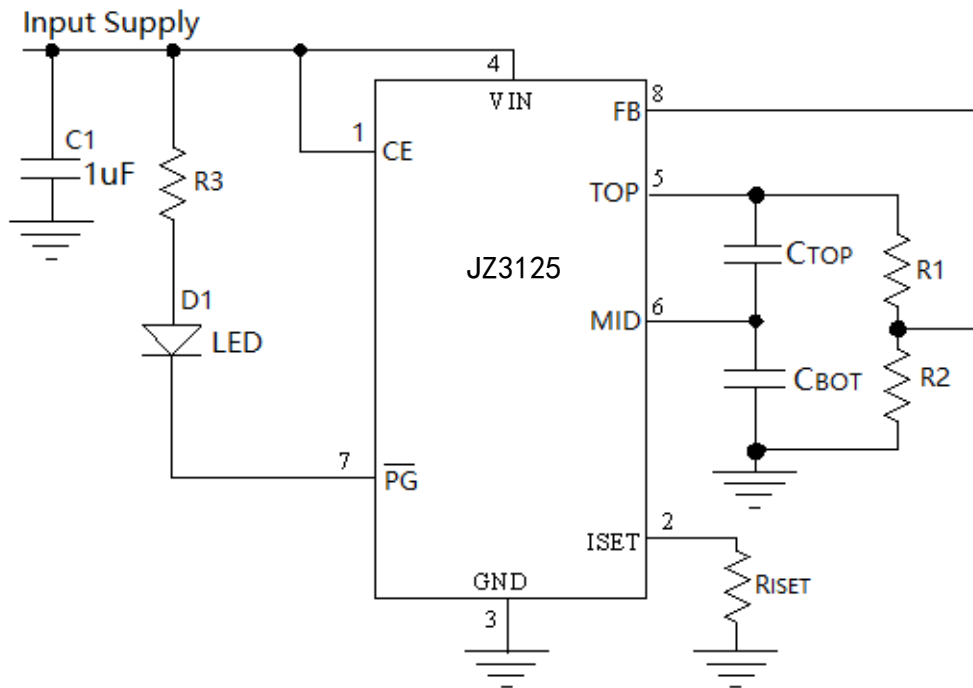 Input Supply
4
VIN
8
FB
1
CE
C1
1uF
R3
5
TOP
CTOP
R1
JZ3125
D1
LED
6
MID
CBOT
R2
7
PG
2
ISET
RISET
GND
3